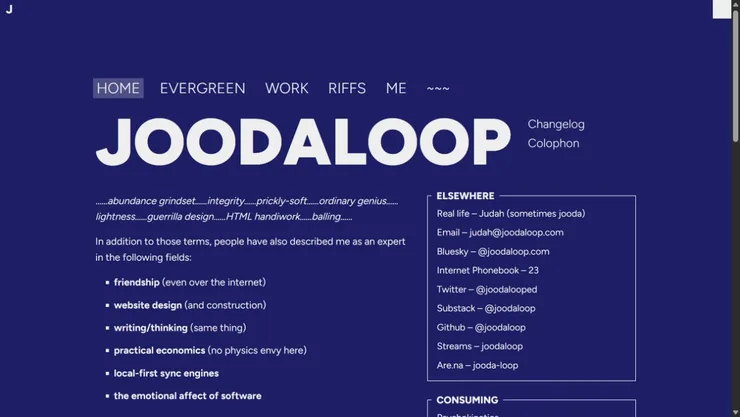 J
HOME EVERGREEN WORK RIFFS ME ~~~
JOODALOOP
Changelog
Colophon
......abundance grindset......integrity......prickly-soft......ordinary genius......
lightness......guerrilla design......HTML handiwork......balling......
In addition to those terms, people have also described me as an expert
in the following fields:
▪ friendship (even over the internet)
▪ website design (and construction)
▪ writing/thinking (same thing)
▪ practical economics (no physics envy here)
▪ local-first sync engines
▪ the emotional affect of software
ELSEWHERE
Real life – Judah (sometimes jooda)
Email – judah@joodaloop.com
Bluesky – @joodaloop.com
Internet Phonebook – 23
Twitter – @joodalooped
Substack – @joodaloop
Github – @joodaloop
Streams – joodaloop
Are.na – jooda-loop
CONSUMING